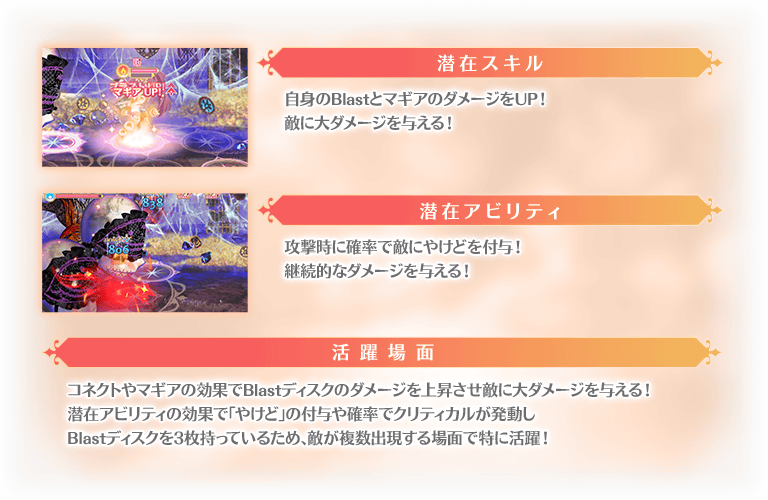 潜在スキル
自身のBlastとマギアのダメージをUP！
敵に大ダメージを与える！
マギアUP!
潜在アビリティ
攻撃時に確率で敵にやけどを付与！
継続的なダメージを与える！
838
806
活躍場面
コネクトやマギアの効果でBlastディスクのダメージを上昇させ敵に大ダメージを与える！
潜在アビリティの効果で「やけど」の付与や確率でクリティカルが発動し
Blastディスクを3枚持っているため、敵が複数出現する場面で特に活躍！